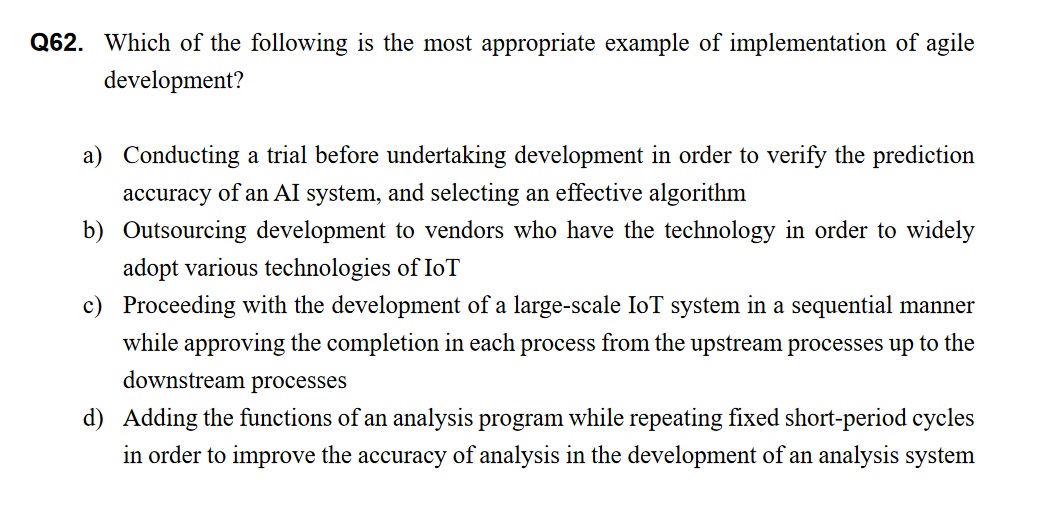 Q62. Which of the following is the most appropriate example of implementation of agile
development?
a) Conducting a trial before undertaking development in order to verify the prediction
accuracy of an AI system, and selecting an effective algorithm
b) Outsourcing development to vendors who have the technology in order to widely
adopt various technologies of IoT
c) Proceeding with the development of a large-scale IoT system in a sequential manner
while approving the completion in each process from the upstream processes up to the
downstream processes
d) Adding the functions of an analysis program while repeating fixed short-period cycles
in order to improve the accuracy of analysis in the development of an analysis system